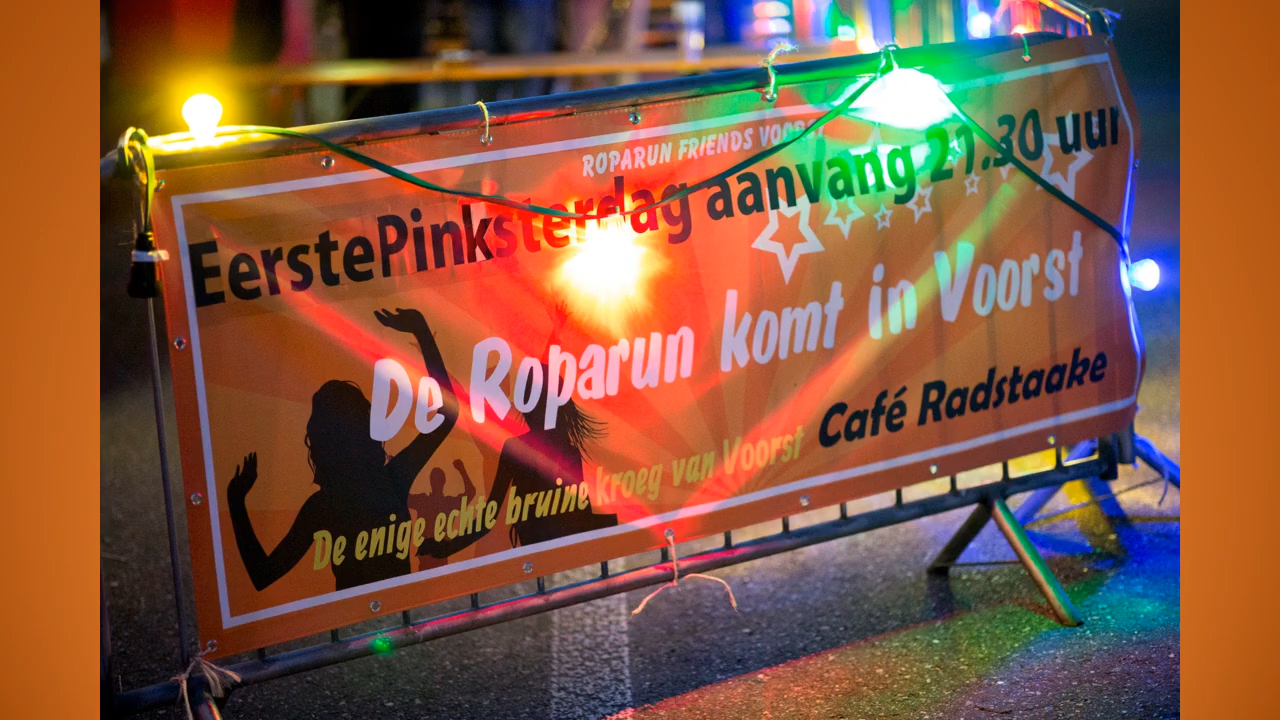 ROPARUN FRIENDS VOORST
EerstePinksterdag aanvang 21.30 uur
De Roparun komt in Voorst
Café Radstaake
De enige echte bruine kroeg van Voorst